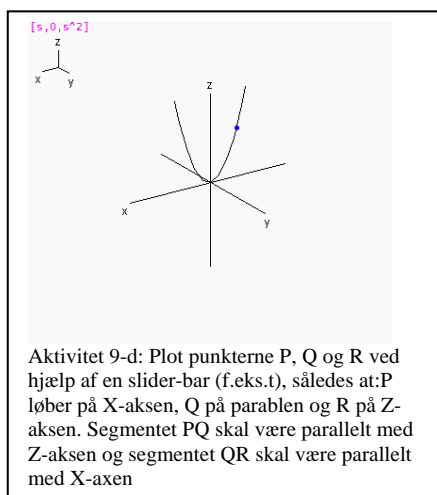 [s,0,s^2]
z
x
y
z
x
y
Aktivitet 9-d: Plot punkterne P, Q og R ved
hjælp af en slider-bar (f.eks.t), således at:P
løber på X-aksen, Q på parablen og R på Z-
aksen. Segmentet PQ skal være parallelt med
Z-aksen og segmentet QR skal være parallelt
med X-axen